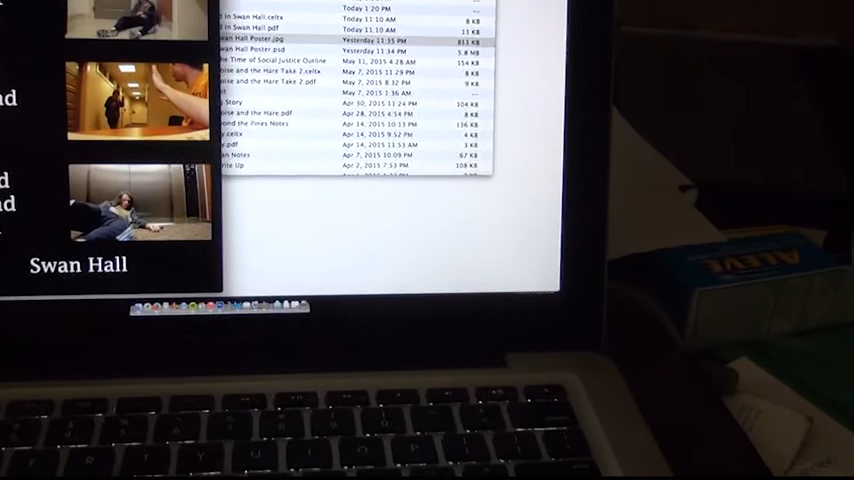 Today 1:20 PM
in Swan Hall.celtx Today 11:10 AM 8 KB
in Swan Hall.pdf Today 11:10 AM 11 KB
wan Hall Poster.jpg Yesterday 11:35 PM 811 KB
wan Hall Poster.psd Yesterday 11:34 PM 5.8 MB
he Time of Social Justice Outline May 11, 2015 4:28 AM 154 KB
oise and the Hare Take 2.celtx May 7, 2015 11:29 PM 8 KB
oise and the Hare Take 2.pdf May 7, 2015 8:32 PM 9 KB
May 7, 2015 1:36 AM --
Story Apr 30, 2015 11:24 PM 104 KB
oise and the Hare.pdf Apr 28, 2015 4:54 PM 8 KB
ond the Pines Notes Apr 14, 2015 10:13 PM 136 KB
y.celtx Apr 14, 2015 9:52 PM 4 KB
y.pdf Apr 14, 2015 11:53 AM 3 KB
an Notes Apr 7, 2015 10:09 PM 67 KB
rite Up Apr 2, 2015 7:53 PM 108 KB
nd
d
nd
Swan Hall
ALEVE
7 8 9 0
E R T Y U I O P